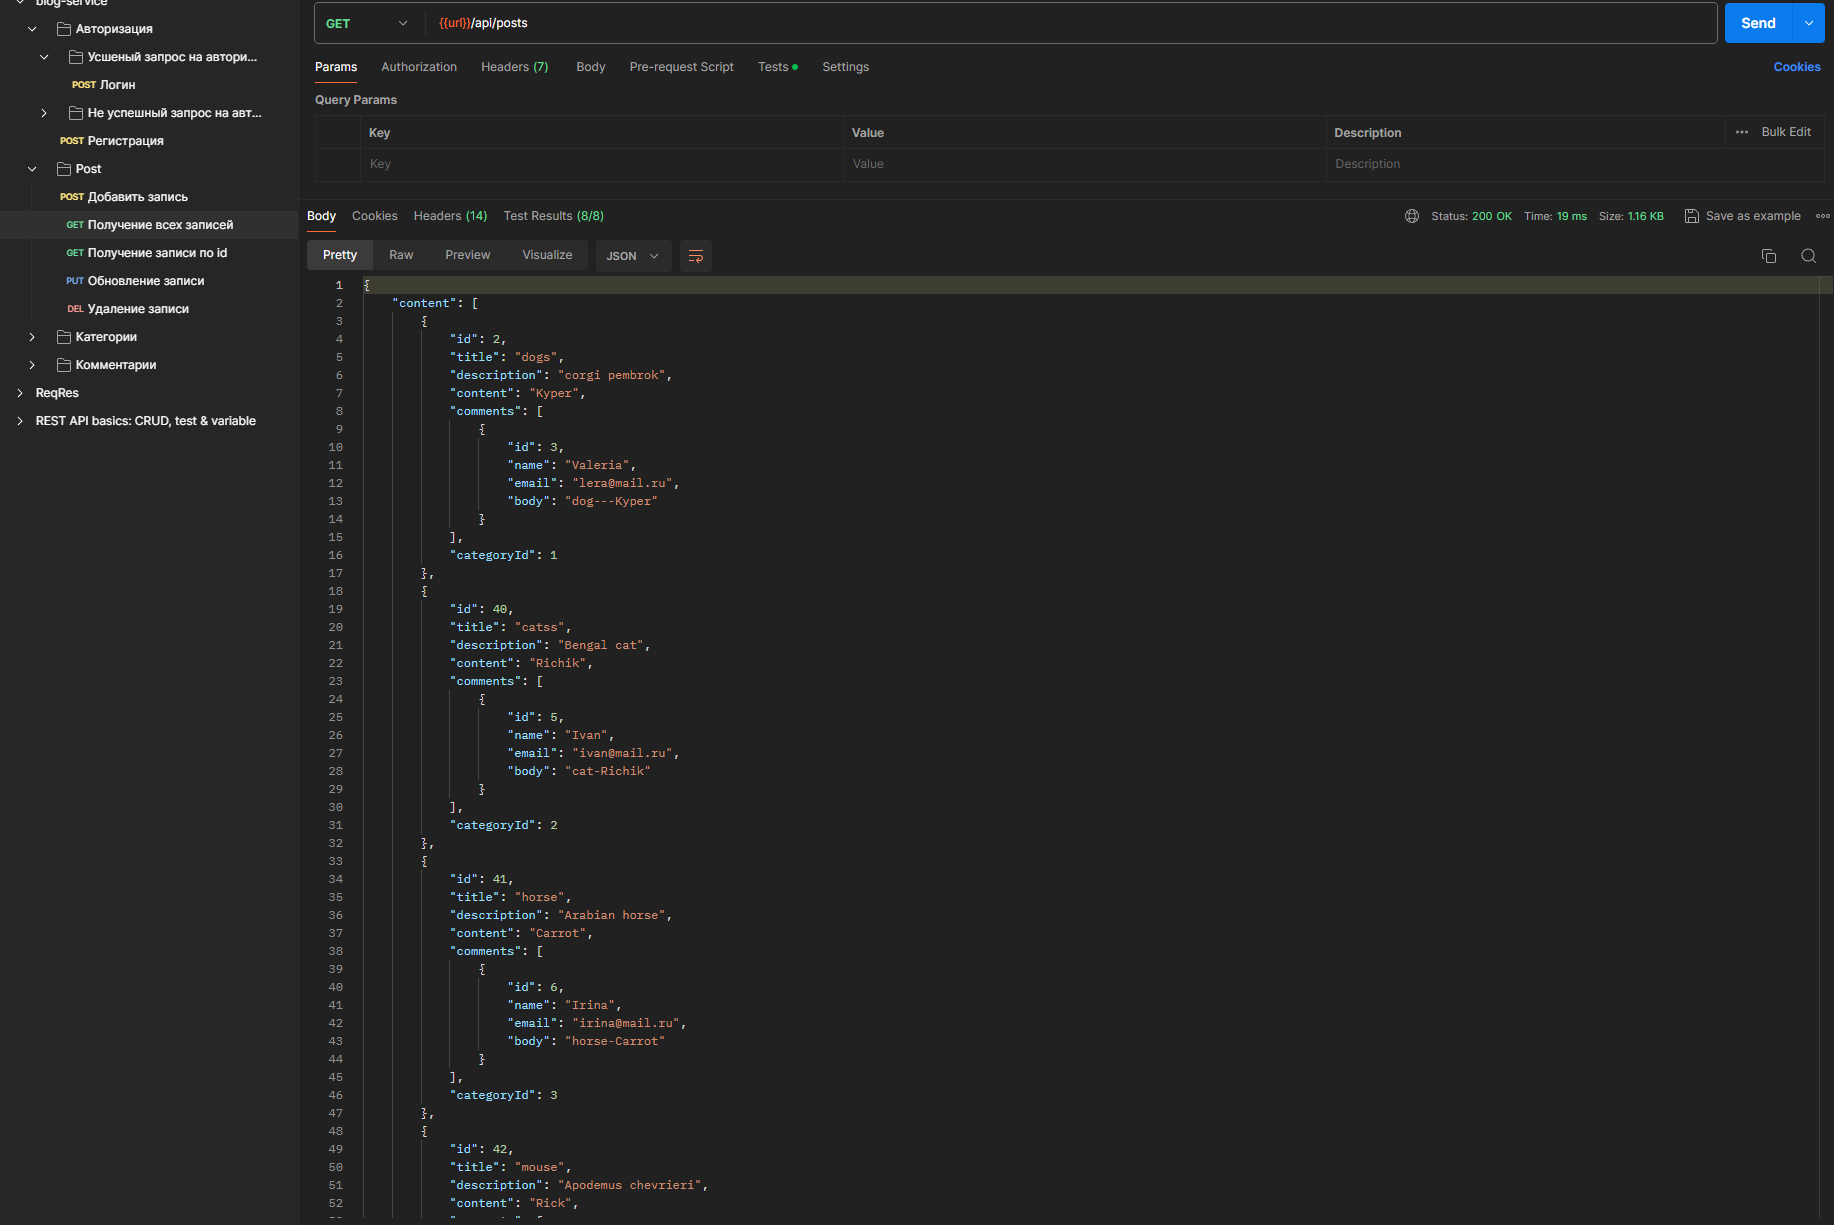 blog-service
Авторизация
Усшеный запрос на автори...
POST Логин
Не успешный запрос на авт...
POST Регистрация
Post
POST Добавить запись
GET Получение всех записей
GET Получение записи по id
PUT Обновление записи
DEL Удаление записи
Категории
Комментарии
ReqRes
REST API basics: CRUD, test & variable
GET {{url}}/api/posts Send
Params Authorization Headers (7) Body Pre-request Script Tests Settings Cookies
Query Params
Key Value Description Bulk Edit
Key Value Description
Body Cookies Headers (14) Test Results (8/8) Status: 200 OK Time: 19 ms Size: 1.16 KB Save as example
Pretty Raw Preview Visualize JSON
1 {
2 "content": [
3 {
4 "id": 2,
5 "title": "dogs",
6 "description": "corgi pembrok",
7 "content": "Kyper",
8 "comments": [
9 {
10 "id": 3,
11 "name": "Valeria",
12 "email": "lera@mail.ru",
13 "body": "dog---Kyper"
14 }
15 ],
16 "categoryId": 1
17 },
18 {
19 "id": 40,
20 "title": "catss",
21 "description": "Bengal cat",
22 "content": "Richik",
23 "comments": [
24 {
25 "id": 5,
26 "name": "Ivan",
27 "email": "ivan@mail.ru",
28 "body": "cat-Richik"
29 }
30 ],
31 "categoryId": 2
32 },
33 {
34 "id": 41,
35 "title": "horse",
36 "description": "Arabian horse",
37 "content": "Carrot",
38 "comments": [
39 {
40 "id": 6,
41 "name": "Irina",
42 "email": "irina@mail.ru",
43 "body": "horse-Carrot"
44 }
45 ],
46 "categoryId": 3
47 },
48 {
49 "id": 42,
50 "title": "mouse",
51 "description": "Apodemus chevrieri",
52 "content": "Rick",